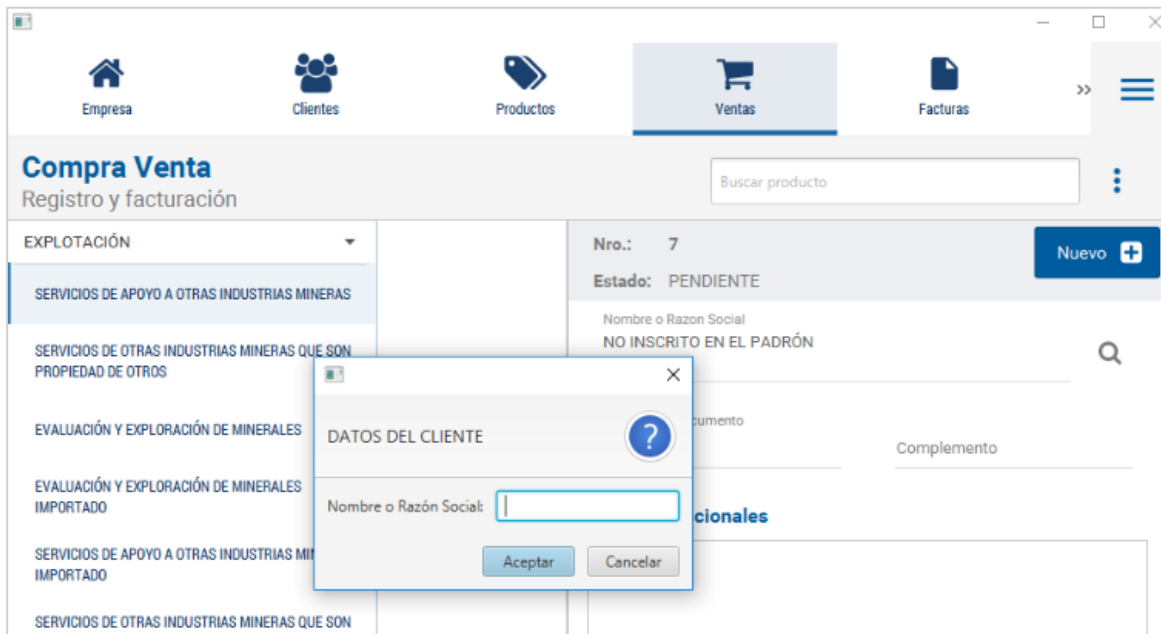 Empresa
Clientes
Productos
Ventas
Facturas
»
Compra Venta
Registro y facturación
Buscar producto
EXPLOTACIÓN
SERVICIOS DE APOYO A OTRAS INDUSTRIAS MINERAS
SERVICIOS DE OTRAS INDUSTRIAS MINERAS QUE SON
PROPIEDAD DE OTROS
EVALUACIÓN Y EXPLORACIÓN DE MINERALES
EVALUACIÓN Y EXPLORACIÓN DE MINERALES
IMPORTADO
SERVICIOS DE APOYO A OTRAS INDUSTRIAS MIN
IMPORTADO
SERVICIOS DE OTRAS INDUSTRIAS MINERAS QUE SON
Nro.: 7
Nuevo
Estado: PENDIENTE
Nombre o Razon Social
NO INSCRITO EN EL PADRÓN
cumento
Complemento
cionales
DATOS DEL CLIENTE
?
Nombre o Razón Social:
Aceptar
Cancelar